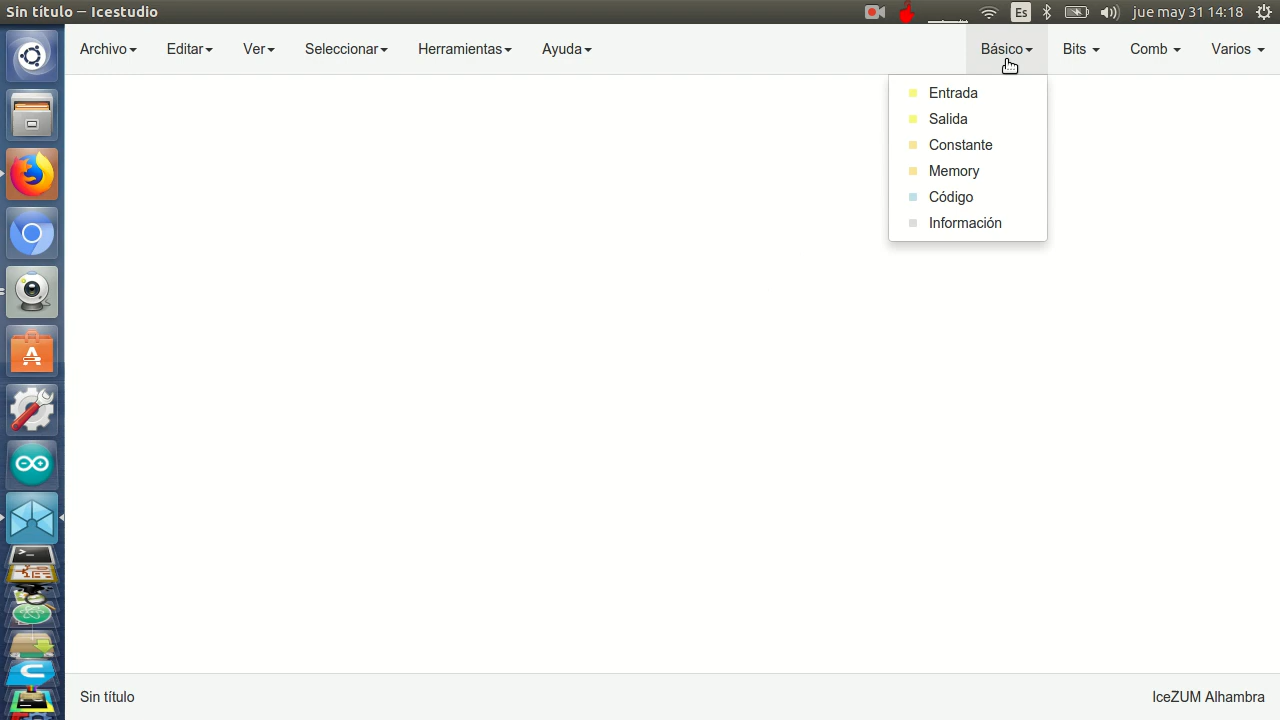 Sin título — Icestudio
Es
jue may 31 14:18
Archivo Editar Ver Seleccionar Herramientas Ayuda Básico Bits Comb Varios
Entrada
Salida
Constante
Memory
Código
Información
Sin título
IceZUM Alhambra